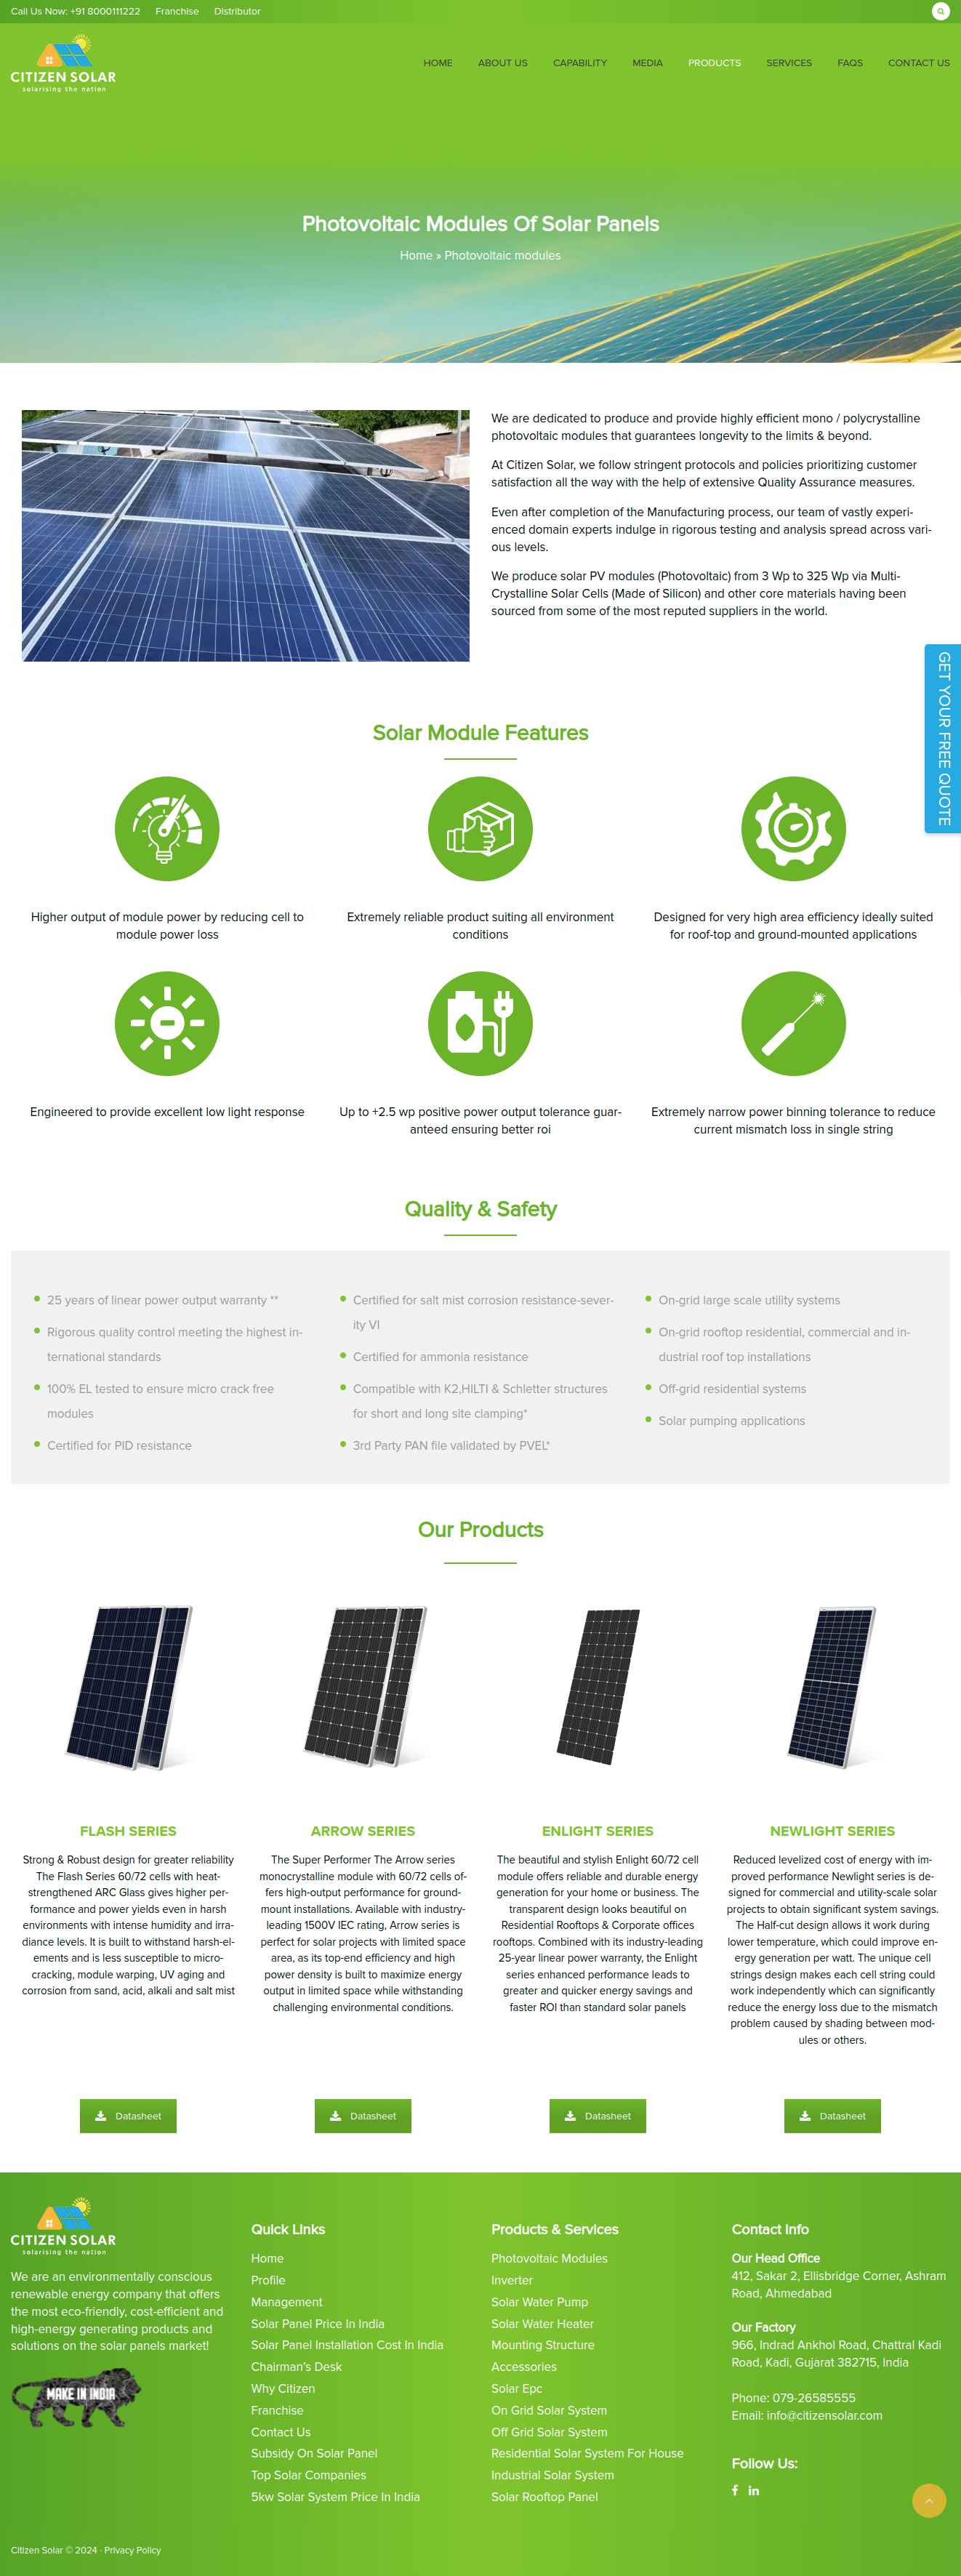 Call Us Now: +91 8000111222 Franchise Distributor
CITIZEN SOLAR
solarising the nation
HOME ABOUT US CAPABILITY MEDIA PRODUCTS SERVICES FAQS CONTACT US
Photovoltaic Modules Of Solar Panels
Home » Photovoltaic modules
We are dedicated to produce and provide highly efficient mono / polycrystalline
photovoltaic modules that guarantees longevity to the limits & beyond.
At Citizen Solar, we follow stringent protocols and policies prioritizing customer
satisfaction all the way with the help of extensive Quality Assurance measures.
Even after completion of the Manufacturing process, our team of vastly experi-
enced domain experts indulge in rigorous testing and analysis spread across vari-
ous levels.
We produce solar PV modules (Photovoltaic) from 3 Wp to 325 Wp via Multi-
Crystalline Solar Cells (Made of Silicon) and other core materials having been
sourced from some of the most reputed suppliers in the world.
GET YOUR FREE QUOTE
Solar Module Features
Higher output of module power by reducing cell to
module power loss
Extremely reliable product suiting all environment
conditions
Designed for very high area efficiency ideally suited
for roof-top and ground-mounted applications
Engineered to provide excellent low light response
Up to +2.5 wp positive power output tolerance guar-
anteed ensuring better roi
Extremely narrow power binning tolerance to reduce
current mismatch loss in single string
Quality & Safety
25 years of linear power output warranty **
Rigorous quality control meeting the highest in-
ternational standards
100% EL tested to ensure micro crack free
modules
Certified for PID resistance
Certified for salt mist corrosion resistance-sever-
ity VI
Certified for ammonia resistance
Compatible with K2,HILTI & Schletter structures
for short and long site clamping*
3rd Party PAN file validated by PVEL*
On-grid large scale utility systems
On-grid rooftop residential, commercial and in-
dustrial roof top installations
Off-grid residential systems
Solar pumping applications
Our Products
FLASH SERIES
Strong & Robust design for greater reliability
The Flash Series 60/72 cells with heat-
strengthened ARC Glass gives higher per-
formance and power yields even in harsh
environments with intense humidity and irra-
diance levels. It is built to withstand harsh-el-
ements and is less susceptible to micro-
cracking, module warping, UV aging and
corrosion from sand, acid, alkali and salt mist
Datasheet
ARROW SERIES
The Super Performer The Arrow series
monocrystalline module with 60/72 cells of-
fers high-output performance for ground-
mount installations. Available with industry-
leading 1500V IEC rating, Arrow series is
perfect for solar projects with limited space
area, as its top-end efficiency and high
power density is built to maximize energy
output in limited space while withstanding
challenging environmental conditions.
Datasheet
ENLIGHT SERIES
The beautiful and stylish Enlight 60/72 cell
module offers reliable and durable energy
generation for your home or business. The
transparent design looks beautiful on
Residential Rooftops & Corporate offices
rooftops. Combined with its industry-leading
25-year linear power warranty, the Enlight
series enhanced performance leads to
greater and quicker energy savings and
faster ROI than standard solar panels
Datasheet
NEWLIGHT SERIES
Reduced levelized cost of energy with im-
proved performance Newlight series is de-
signed for commercial and utility-scale solar
projects to obtain significant system savings.
The Half-cut design allows it work during
lower temperature, which could improve en-
ergy generation per watt. The unique cell
strings design makes each cell string could
work independently which can significantly
reduce the energy loss due to the mismatch
problem caused by shading between mod-
ules or others.
Datasheet
CITIZEN SOLAR
solarising the nation
We are an environmentally conscious
renewable energy company that offers
the most eco-friendly, cost-efficient and
high-energy generating products and
solutions on the solar panels market!
MAKE IN INDIA
Quick Links
Home
Profile
Management
Solar Panel Price In India
Solar Panel Installation Cost In India
Chairman's Desk
Why Citizen
Franchise
Contact Us
Subsidy On Solar Panel
Top Solar Companies
5kw Solar System Price In India
Products & Services
Photovoltaic Modules
Inverter
Solar Water Pump
Solar Water Heater
Mounting Structure
Accessories
Solar Epc
On Grid Solar System
Off Grid Solar System
Residential Solar System For House
Industrial Solar System
Solar Rooftop Panel
Contact Info
Our Head Office
412, Sakar 2, Ellisbridge Corner, Ashram
Road, Ahmedabad
Our Factory
966, Indrad Ankhol Road, Chattral Kadi
Road, Kadi, Gujarat 382715, India
Phone: 079-26585555
Email: info@citizensolar.com
Follow Us:
Citizen Solar © 2024 · Privacy Policy